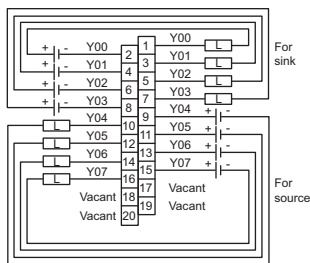 Y00
+ - Y00 2 1 L
For sink
Y01
+ - Y01 4 3 L
Y02
+ - Y02 6 5 L
Y03
+ - Y03 8 7 L
Y04 + -
Y04 L 10 9
Y05 + -
Y05 L 12 11
Y06 + -
Y06 L 14 13
Y07 + -
Y07 L 16 15
For source
Vacant 18 17 Vacant
Vacant 20 19 Vacant